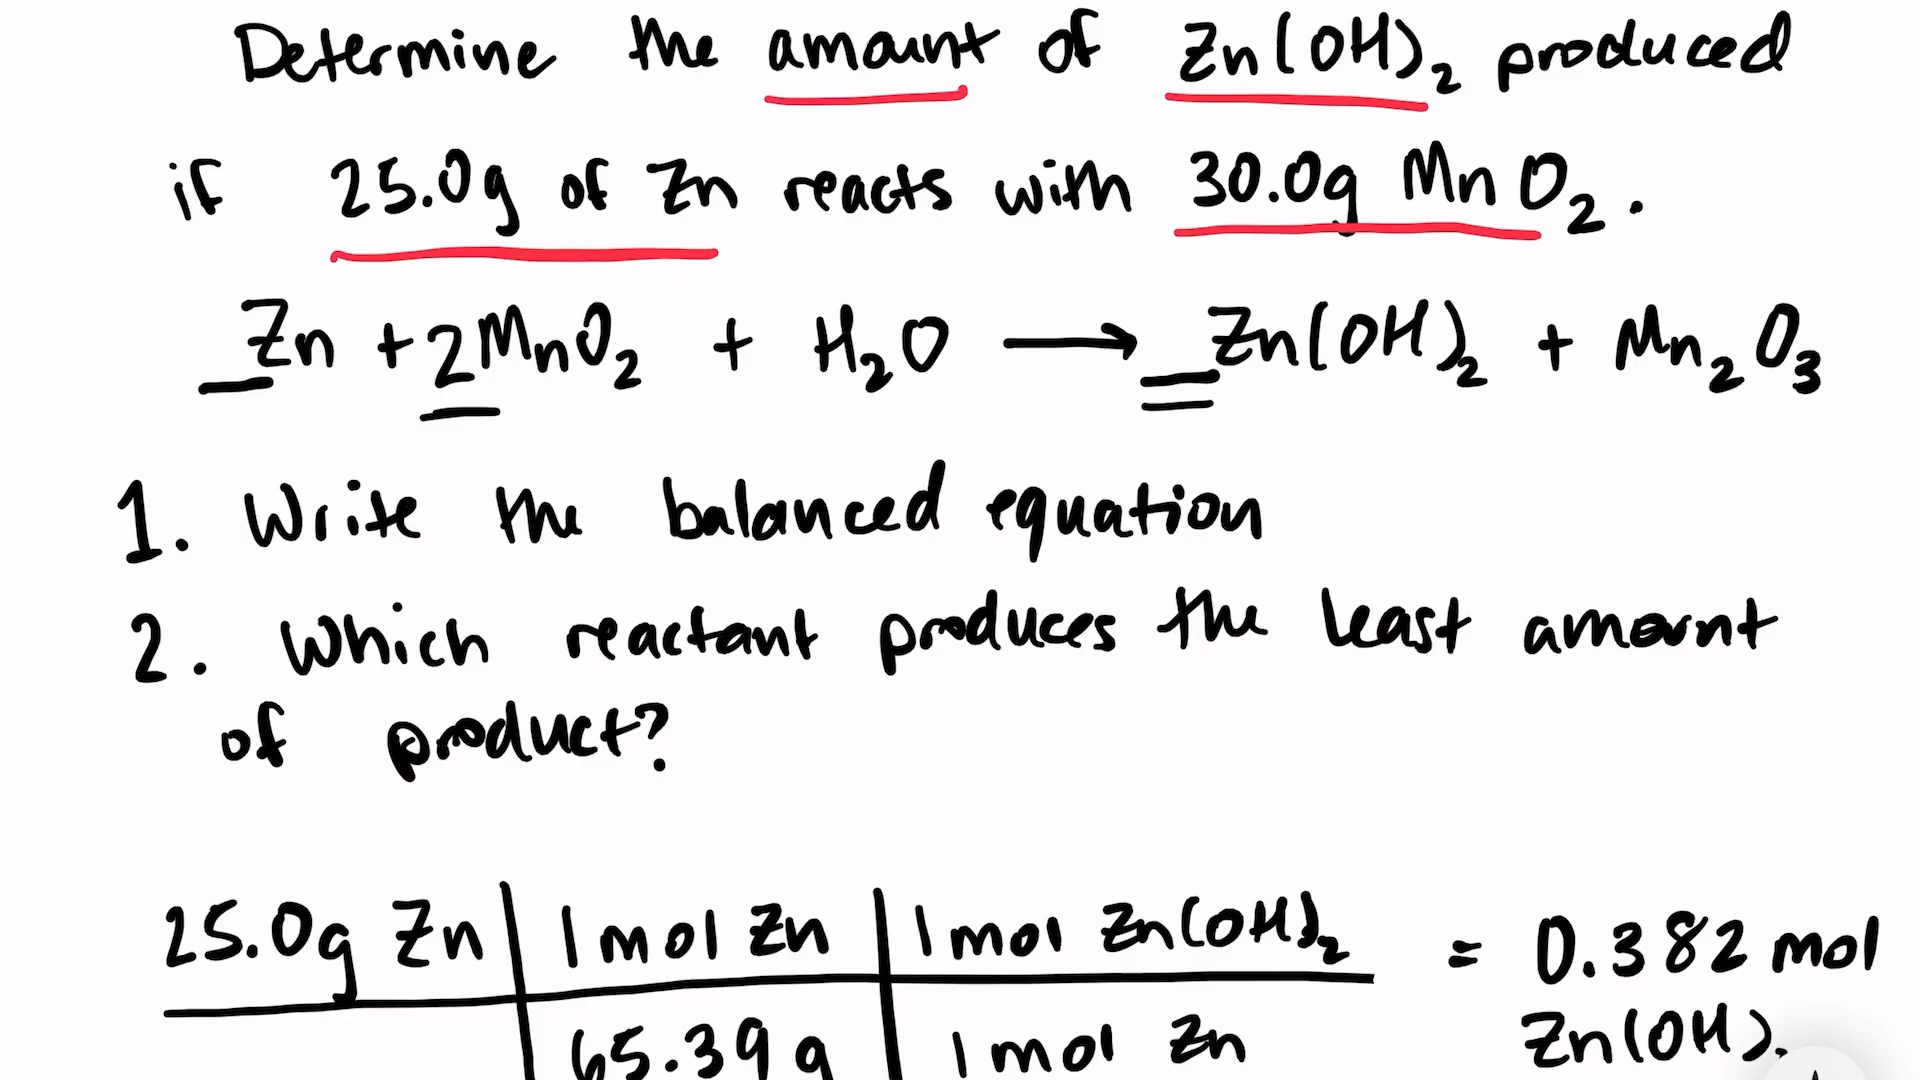 Determine the amount of Zn(OH)₂ produced
if 25.0g of Zn reacts with 30.0g MnO₂.
Zn + 2MnO₂ + H₂O → Zn(OH)₂ + Mn₂O₃
1. Write the balanced equation
2. Which reactant produces the least amount
of product?
25.0g Zn | 1 mol Zn | 1 mol Zn(OH)₂ = 0.382 mol
65.39 g | 1 mol Zn Zn(OH)₂